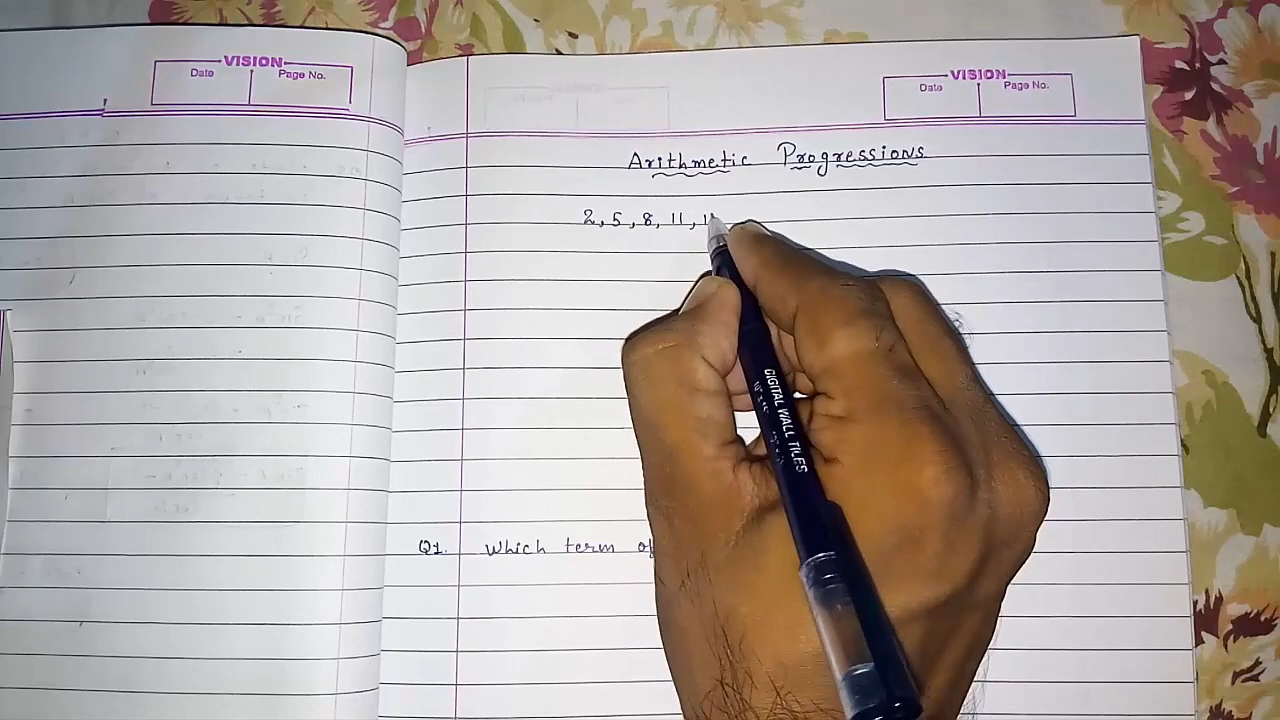 VISION
Date Page No.
VISION
Date Page No.
Arithmetic Progressions
2, 5, 8, 11, 1
Q1. Which term of
DIGITAL WALL TILES